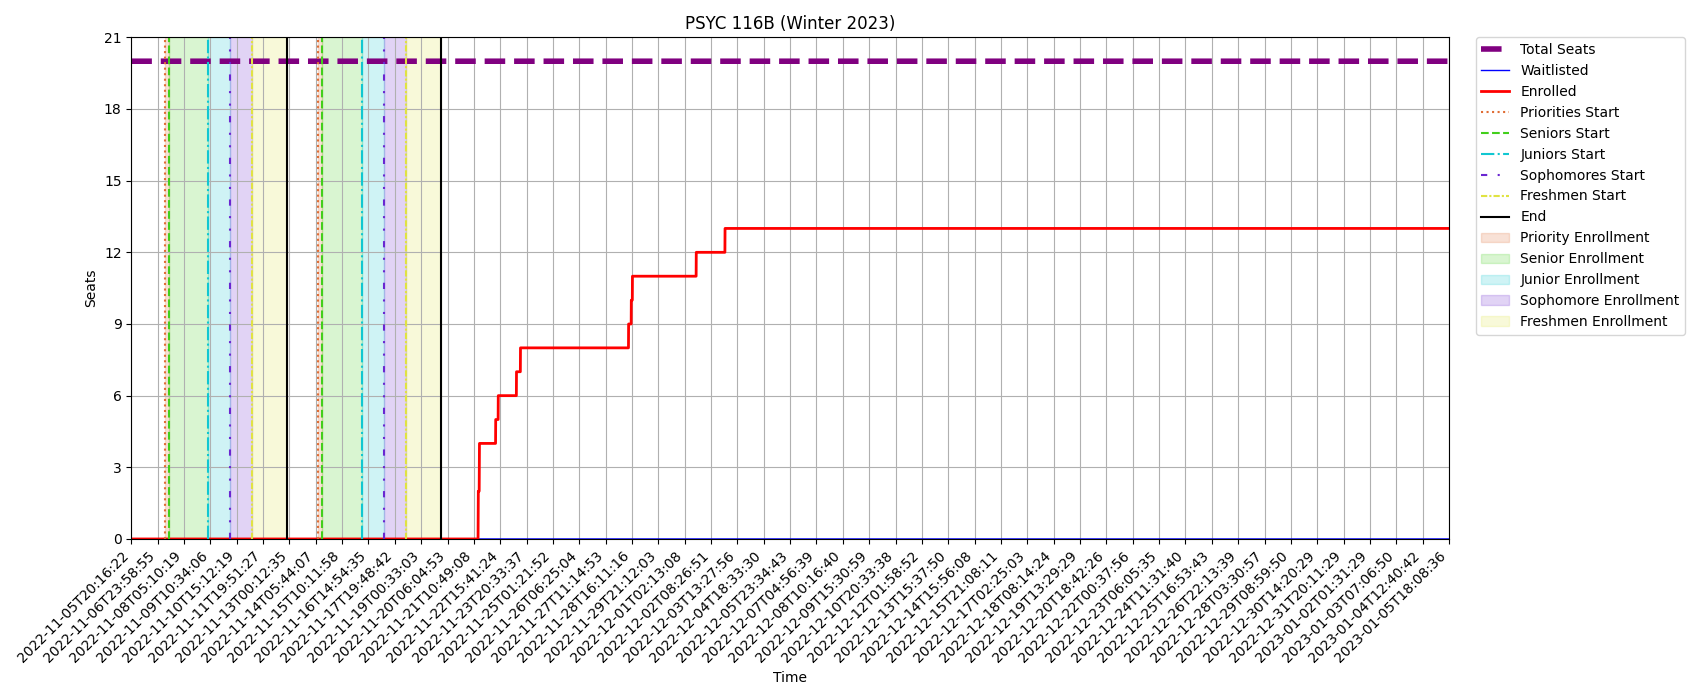 PSYC 116B (Winter 2023)
21
18
15
12
9
6
3
0
Seats
2022-11-05T20:16:22
2022-11-06T23:58:55
2022-11-08T05:10:19
2022-11-09T10:34:06
2022-11-10T15:12:19
2022-11-11T19:51:27
2022-11-13T00:12:35
2022-11-14T05:44:07
2022-11-15T10:11:58
2022-11-16T14:54:35
2022-11-17T19:48:42
2022-11-19T00:33:03
2022-11-20T06:04:53
2022-11-21T10:49:08
2022-11-22T15:41:24
2022-11-23T20:33:37
2022-11-25T01:21:52
2022-11-26T06:25:04
2022-11-27T11:14:53
2022-11-28T16:11:16
2022-11-29T21:12:03
2022-12-01T02:13:08
2022-12-02T08:26:51
2022-12-03T13:27:56
2022-12-04T18:33:30
2022-12-05T23:34:43
2022-12-07T04:56:39
2022-12-08T10:16:40
2022-12-09T15:30:59
2022-12-10T20:33:38
2022-12-12T01:58:52
2022-12-13T15:37:50
2022-12-14T15:56:08
2022-12-15T21:08:11
2022-12-17T02:25:03
2022-12-18T08:14:24
2022-12-19T13:29:29
2022-12-20T18:42:26
2022-12-22T00:37:56
2022-12-23T06:05:35
2022-12-24T11:31:40
2022-12-25T16:53:43
2022-12-26T22:13:39
2022-12-28T03:30:57
2022-12-29T08:59:50
2022-12-30T14:20:29
2022-12-31T20:11:29
2023-01-02T01:31:29
2023-01-03T07:06:50
2023-01-04T12:40:42
2023-01-05T18:08:36
Time
Total Seats
Waitlisted
Enrolled
Priorities Start
Seniors Start
Juniors Start
Sophomores Start
Freshmen Start
End
Priority Enrollment
Senior Enrollment
Junior Enrollment
Sophomore Enrollment
Freshmen Enrollment